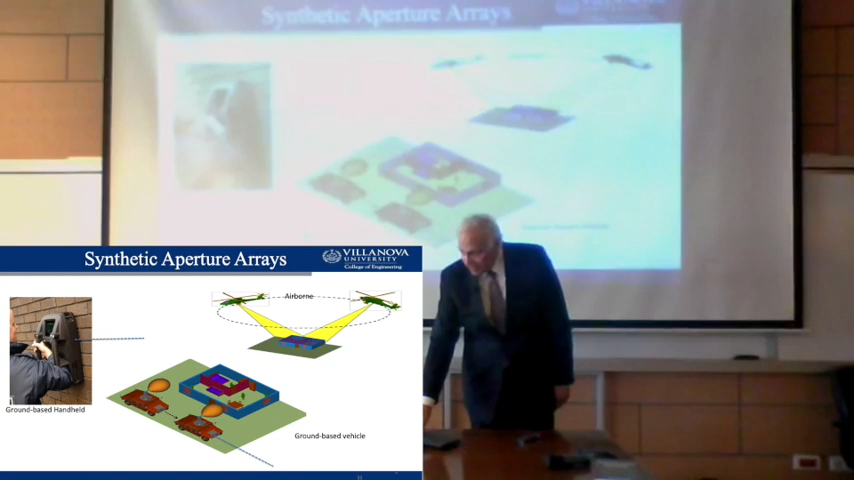 Synthetic Aperture Arrays
Synthetic Aperture Arrays
VILLANOVA
UNIVERSITY
College of Engineering
Airborne
Ground-based Handheld
Ground-based vehicle